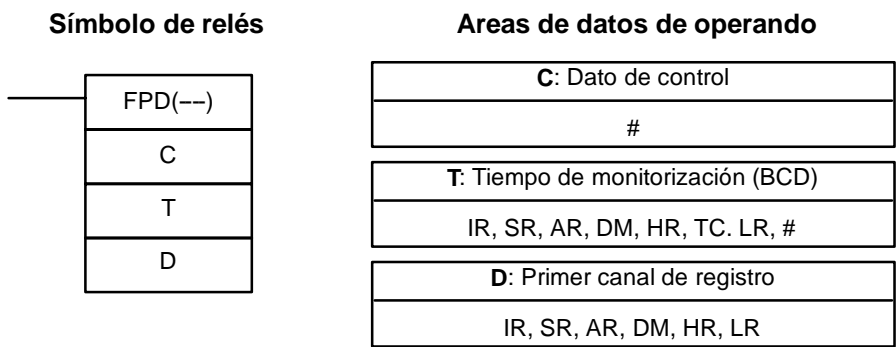 Símbolo de relés
FPD(––)
C
T
D
Areas de datos de operando
C: Dato de control
#
T: Tiempo de monitorización (BCD)
IR, SR, AR, DM, HR, TC. LR, #
D: Primer canal de registro
IR, SR, AR, DM, HR, LR